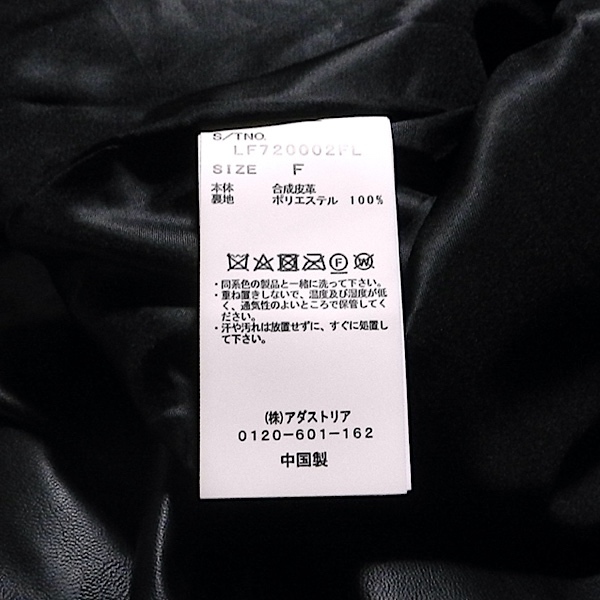 S/TNO.
LF720002FL
SIZE F
本体 合成皮革
裏地 ポリエステル 100%
F W
・同系色の製品と一緒に洗って下さい。
・重ね置きしないで、温度及び湿度が低
く、通気性のよいところで保管してく
ださい。
・汗や汚れは放置せずに、すぐに処置し
て下さい。
(株)アダストリア
0120-601-162
中国製